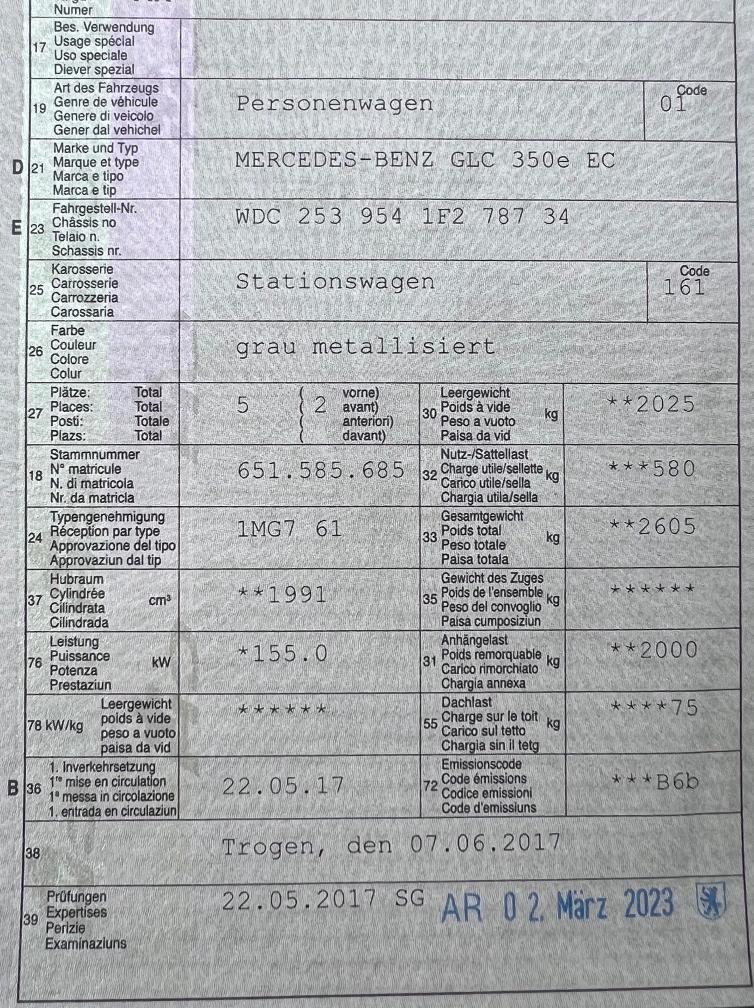 Numer
17 Bes. Verwendung
Usage spécial
Uso speciale
Diever spezial
19 Art des Fahrzeugs
Genre de véhicule
Genere di veicolo
Gener dal vehichel
Personenwagen
Code
01
D 21 Marke und Typ
Marque et type
Marca e tipo
Marca e tip
MERCEDES-BENZ GLC 350e EC
E 23 Fahrgestell-Nr.
Châssis no
Telaio n.
Schassis nr.
WDC 253 954 1F2 787 34
25 Karosserie
Carrosserie
Carrozzeria
Carossaria
Stationswagen
Code
161
26 Farbe
Couleur
Colore
Colur
grau metallisiert
27 Plätze: Total
Places: Total
Posti: Totale
Plazs: Total
5 ( 2 vorne)
( avant)
( anteriori)
( davant)
30 Leergewicht
Poids à vide kg
Peso a vuoto
Paisa da vid
**2025
18 Stammnummer
N° matricule
N. di matricola
Nr. da matricla
651.585.685
32 Nutz-/Sattellast
Charge utile/sellette kg
Carico utile/sella
Chargia utila/sella
***580
24 Typengenehmigung
Réception par type
Approvazione del tipo
Approvaziun dal tip
1MG7 61
33 Gesamtgewicht
Poids total kg
Peso totale
Paisa totala
**2605
37 Hubraum
Cylindrée cm³
Cilindrata
Cilindrada
**1991
35 Gewicht des Zuges
Poids de l'ensemble kg
Peso del convoglio
Paisa cumposiziun
******
76 Leistung
Puissance kW
Potenza
Prestaziun
*155.0
31 Anhängelast
Poids remorquable kg
Carico rimorchiato
Chargia annexa
**2000
78 kW/kg Leergewicht
poids à vide
peso a vuoto
paisa da vid
******
55 Dachlast
Charge sur le toit kg
Carico sul tetto
Chargia sin il tetg
****75
B 36 1. Inverkehrsetzung
1re mise en circulation
1a messa in circolazione
1. entrada en circulaziun
22.05.17
72 Emissionscode
Code émissions
Codice emissioni
Code d'emissiuns
***B6b
38 Trogen, den 07.06.2017
39 Prüfungen
Expertises
Perizie
Examinaziuns
22.05.2017 SG AR 0 2. März 2023